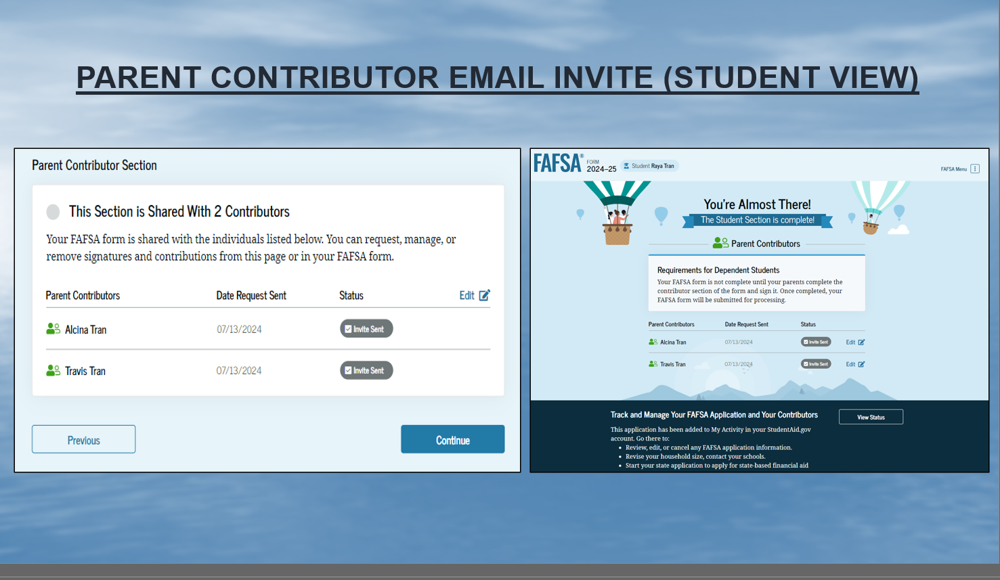 PARENT CONTRIBUTOR EMAIL INVITE (STUDENT VIEW)
Parent Contributor Section
This Section is Shared With 2 Contributors
Your FAFSA form is shared with the individuals listed below. You can request, manage, or
remove signatures and contributions from this page or in your FAFSA form.
Parent Contributors Date Request Sent Status Edit
Alcina Tran 07/13/2024 Invite Sent
Travis Tran 07/13/2024 Invite Sent
Previous Continue
FAFSA® FORM 2024–25 Student Raya Tran FAFSA Menu
You're Almost There!
The Student Section is complete!
Parent Contributors
Requirements for Dependent Students
Your FAFSA form is not complete until your parents complete the
contributor section of the form and sign it. Once completed, your
FAFSA form will be submitted for processing.
Parent Contributors Date Request Sent Status
Alcina Tran 07/13/2024 Invite Sent Edit
Travis Tran 07/13/2024 Invite Sent Edit
Track and Manage Your FAFSA Application and Your Contributors View Status
This application has been added to My Activity in your StudentAid.gov
account. Go there to:
• Review, edit, or cancel any FAFSA application information.
• Revise your household size, contact your schools.
• Start your state application to apply for state-based financial aid